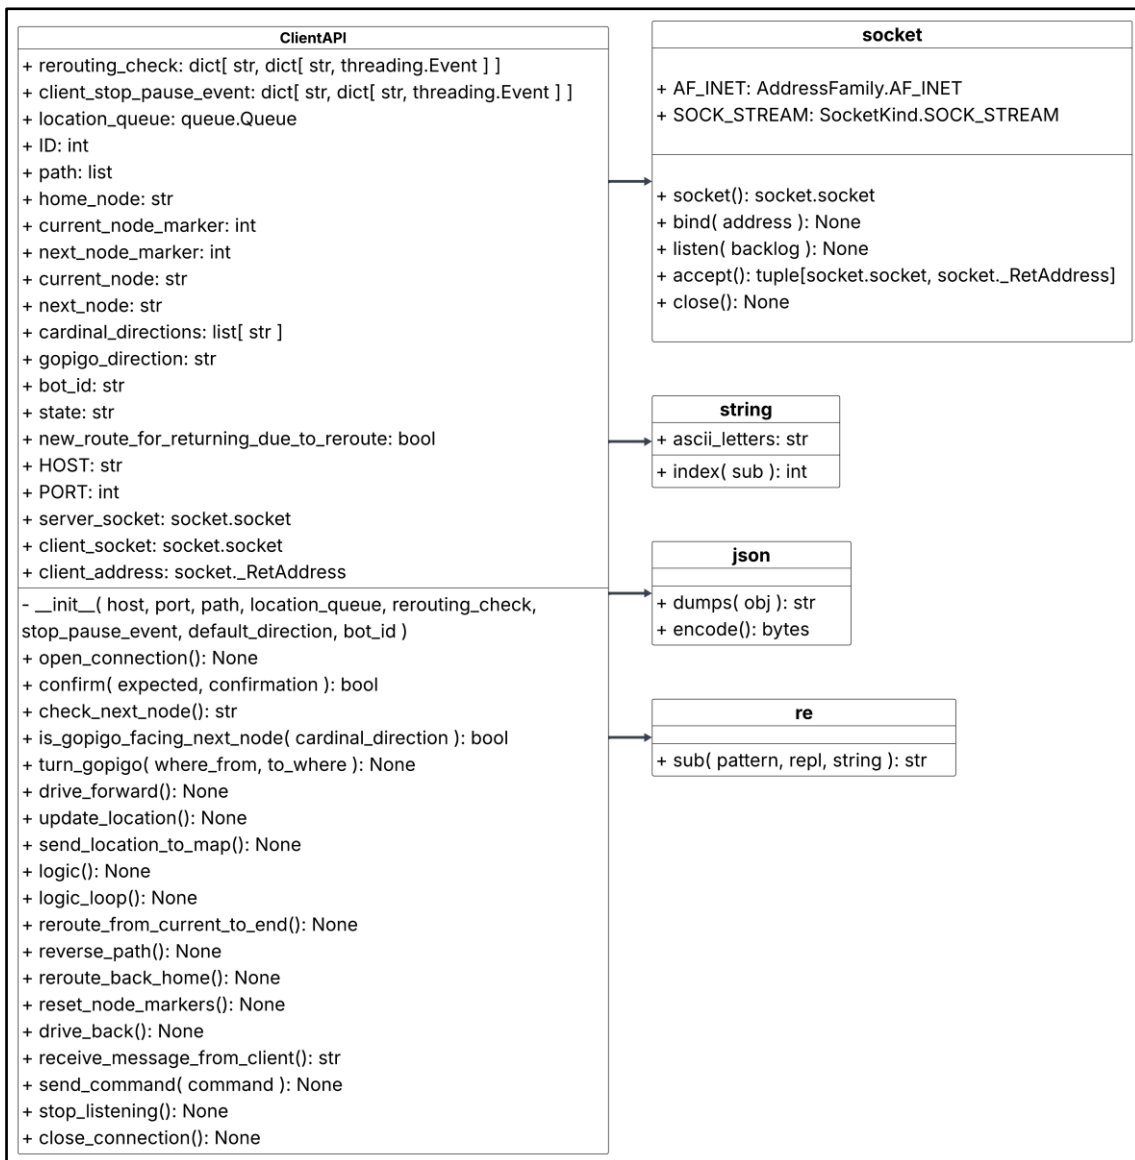 ClientAPI
+ rerouting_check: dict[ str, dict[ str, threading.Event ] ]
+ client_stop_pause_event: dict[ str, dict[ str, threading.Event ] ]
+ location_queue: queue.Queue
+ ID: int
+ path: list
+ home_node: str
+ current_node_marker: int
+ next_node_marker: int
+ current_node: str
+ next_node: str
+ cardinal_directions: list[ str ]
+ gopigo_direction: str
+ bot_id: str
+ state: str
+ new_route_for_returning_due_to_reroute: bool
+ HOST: str
+ PORT: int
+ server_socket: socket.socket
+ client_socket: socket.socket
+ client_address: socket._RetAddress
- __init__( host, port, path, location_queue, rerouting_check,
stop_pause_event, default_direction, bot_id )
+ open_connection(): None
+ confirm( expected, confirmation ): bool
+ check_next_node(): str
+ is_gopigo_facing_next_node( cardinal_direction ): bool
+ turn_gopigo( where_from, to_where ): None
+ drive_forward(): None
+ update_location(): None
+ send_location_to_map(): None
+ logic(): None
+ logic_loop(): None
+ reroute_from_current_to_end(): None
+ reverse_path(): None
+ reroute_back_home(): None
+ reset_node_markers(): None
+ drive_back(): None
+ receive_message_from_client(): str
+ send_command( command ): None
+ stop_listening(): None
+ close_connection(): None
socket
+ AF_INET: AddressFamily.AF_INET
+ SOCK_STREAM: SocketKind.SOCK_STREAM
+ socket(): socket.socket
+ bind( address ): None
+ listen( backlog ): None
+ accept(): tuple[socket.socket, socket._RetAddress]
+ close(): None
string
+ ascii_letters: str
+ index( sub ): int
json
+ dumps( obj ): str
+ encode(): bytes
re
+ sub( pattern, repl, string ): str